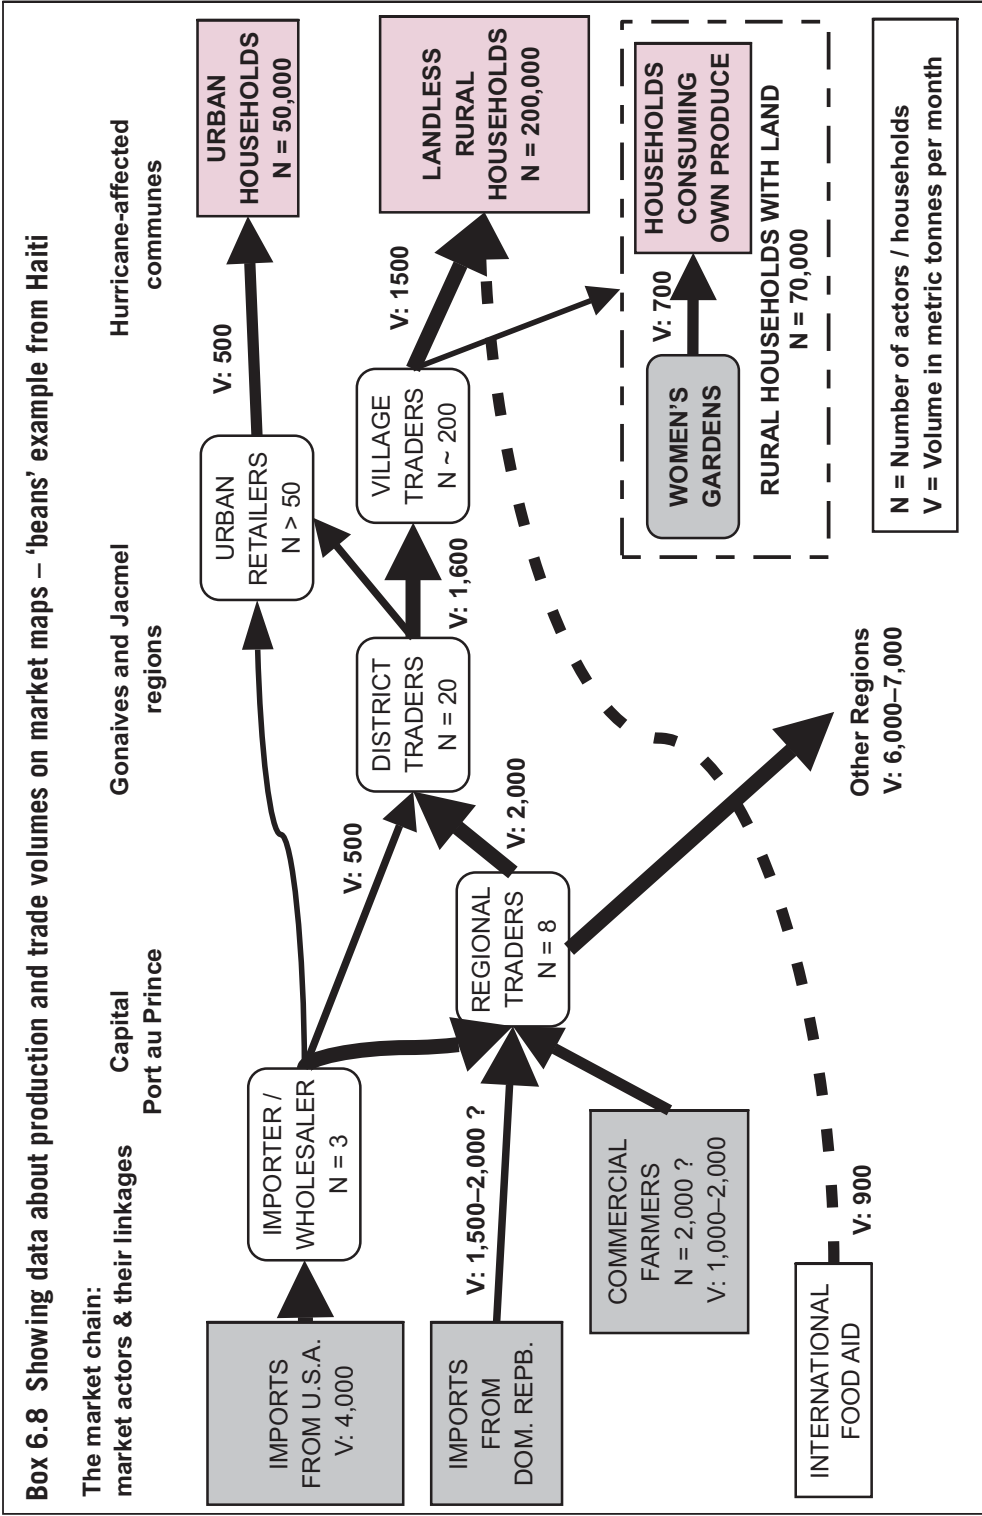 Box 6.8 Showing data about production and trade volumes on market maps – ‘beans’ example from Haiti
The market chain:
market actors & their linkages
Capital
Port au Prince
Gonaives and Jacmel
regions
Hurricane-affected
communes
IMPORTS
FROM U.S.A.
V: 4,000
IMPORTER /
WHOLESALER
N = 3
URBAN
RETAILERS
N > 50
V: 500
URBAN
HOUSEHOLDS
N = 50,000
V: 500
DISTRICT
TRADERS
N = 20
V: 1,600
VILLAGE
TRADERS
N ~ 200
V: 1500
LANDLESS
RURAL
HOUSEHOLDS
N = 200,000
IMPORTS
FROM
DOM. REPB.
V: 1,500–2,000 ?
REGIONAL
TRADERS
N = 8
V: 2,000
COMMERCIAL
FARMERS
N = 2,000 ?
V: 1,000–2,000
WOMEN’S
GARDENS
V: 700
HOUSEHOLDS
CONSUMING
OWN PRODUCE
RURAL HOUSEHOLDS WITH LAND
N = 70,000
INTERNATIONAL
FOOD AID
V: 900
Other Regions
V: 6,000–7,000
N = Number of actors / households
V = Volume in metric tonnes per month